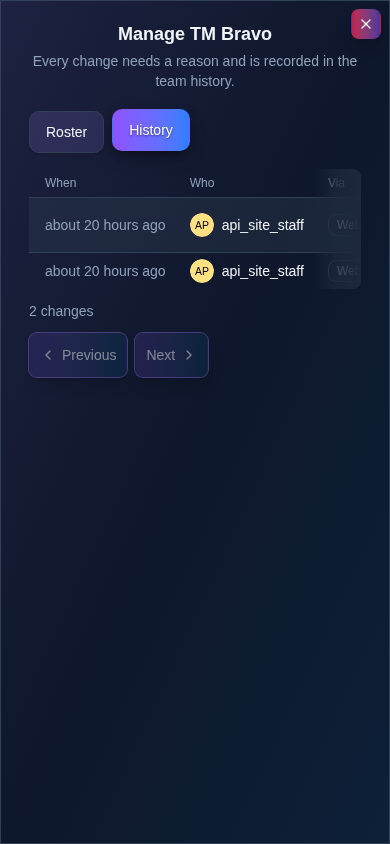 Manage TM Bravo
Every change needs a reason and is recorded in the
team history.
Roster
History
When Who Via
about 20 hours ago AP api_site_staff
about 20 hours ago AP api_site_staff
2 changes
Previous
Next